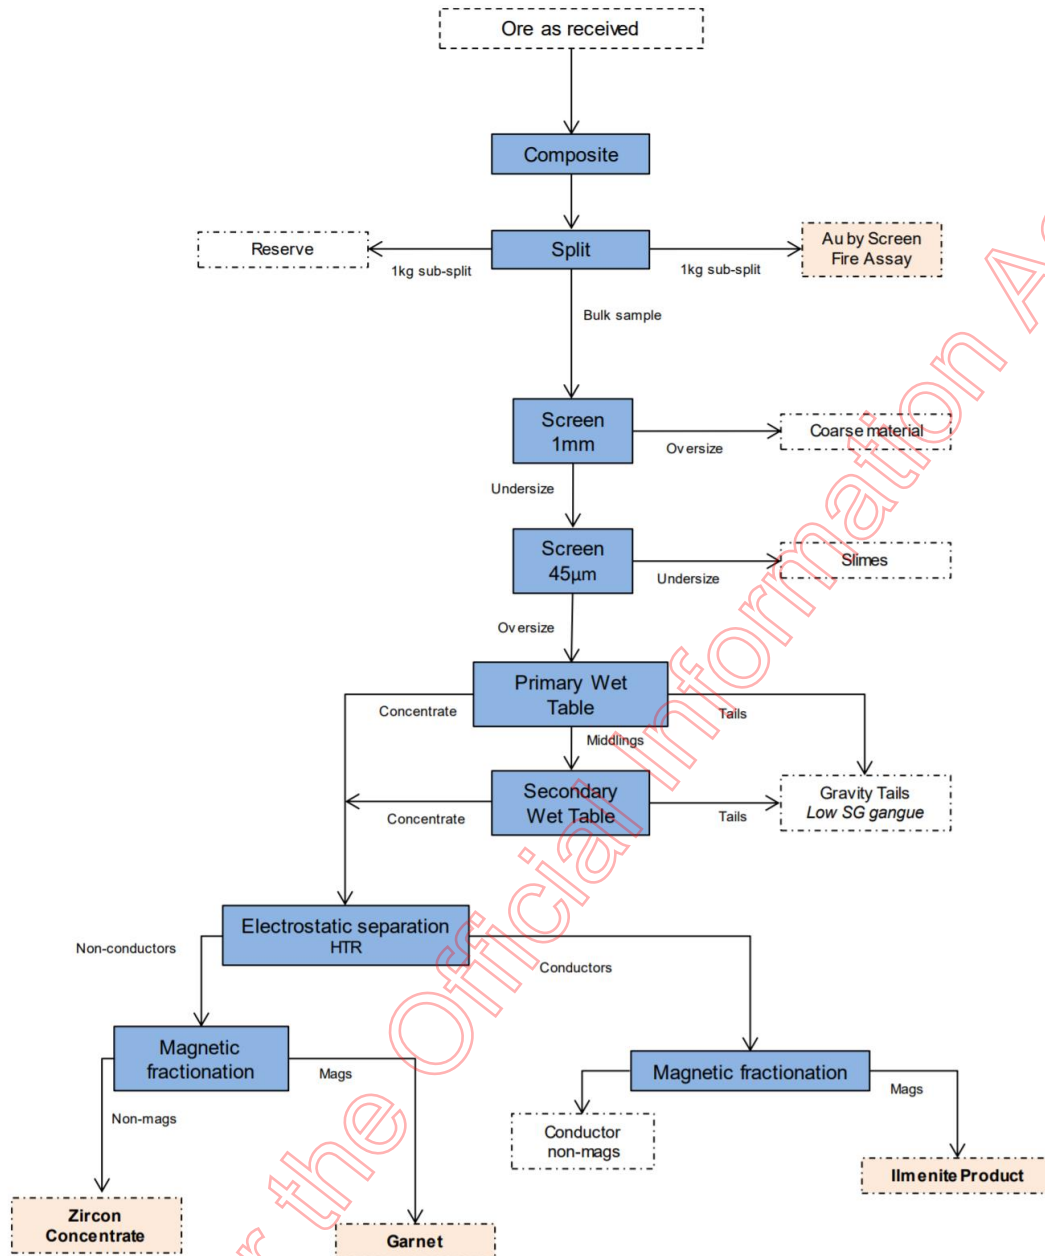 Ore as received
Composite
Reserve
1kg sub-split
Split
1kg sub-split
Au by Screen
Fire Assay
Bulk sample
Screen
1mm
Oversize
Coarse material
Undersize
Screen
45µm
Undersize
Slimes
Oversize
Primary Wet
Table
Concentrate
Tails
Middlings
Secondary
Wet Table
Concentrate
Tails
Gravity Tails
Low SG gangue
Electrostatic separation
HTR
Non-conductors
Conductors
Magnetic
fractionation
Mags
Non-mags
Magnetic fractionation
Mags
Conductor
non-mags
Ilmenite Product
Zircon
Concentrate
Garnet
the Official Information